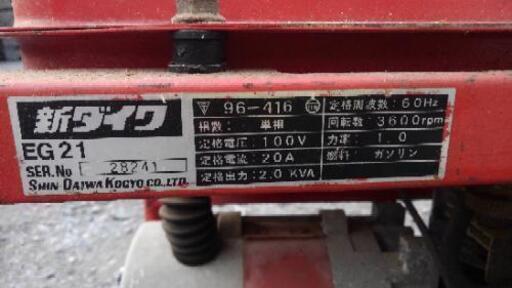 新ダイワ
EG21
SER.No 28241
SHIN-DAIWA KOGYO CO.,LTD.
96-416
相数: 単相
定格電圧: 100V
定格電流: 20A
定格出力: 2.0 KVA
定格周波数: 60Hz
回転数: 3600rpm
力率: 1.0
燃料: ガソリン